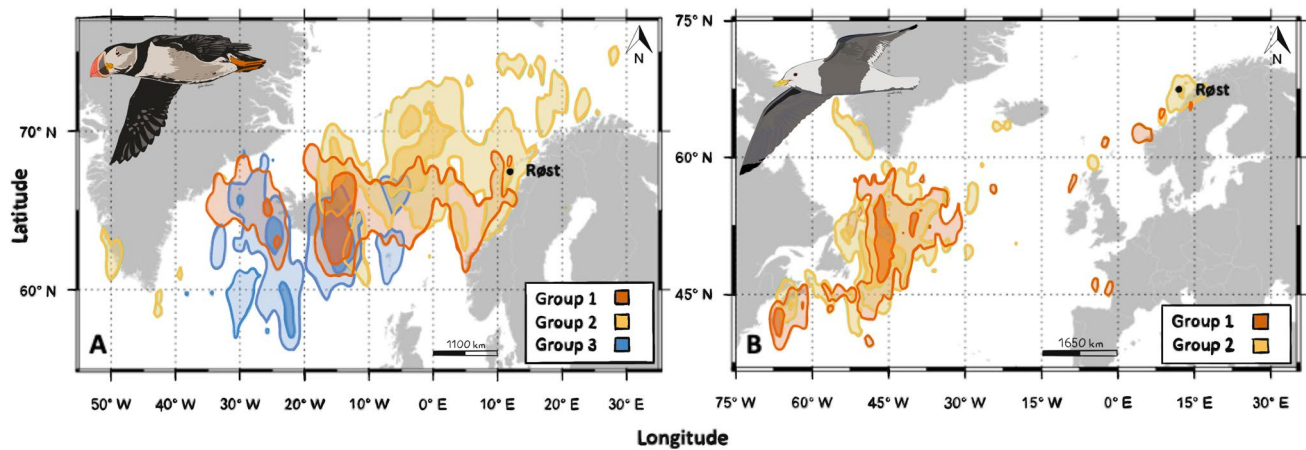 75° N
N
N
Røst
70° N
Røst
60° N
Latitude
60° N
45° N
Group 1
Group 2
Group 3
Group 1
Group 2
A
1100 km
B
1650 km
50° W 40° W 30° W 20° W 10° W 0° E 10° E 20° E 30° E
75° W 60° W 45° W 30° W 15° W 0° E 15° E 30° E
Longitude